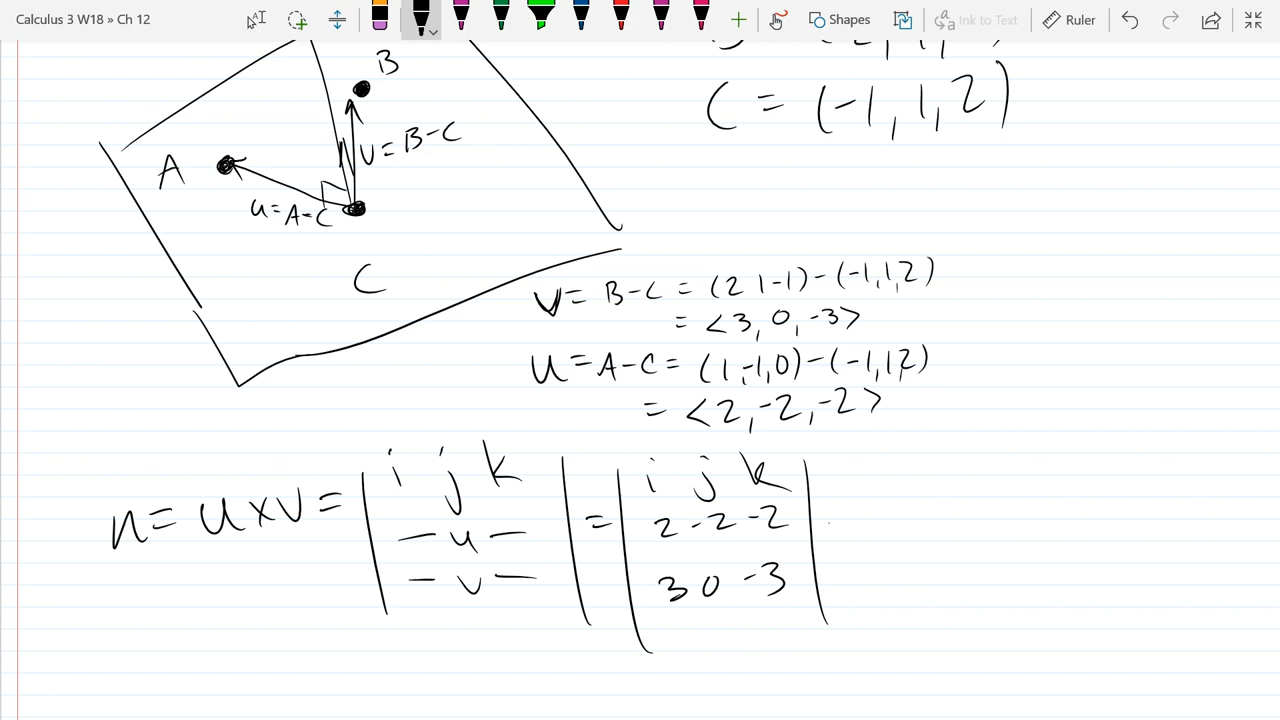 Calculus 3 W18 » Ch 12
Shapes
Ink to Text
Ruler
B
C = (-1, 1, 2)
A
V = B-C
u = A-C
C
V = B-C = (2 1 -1) - (-1, 1, 2)
= <3, 0, -3>
U = A-C = (1, -1, 0) - (-1, 1, 2)
= <2, -2, -2>
n = u x v = | i j k | = | i j k |
- u - 2 -2 -2
- v - 3 0 -3